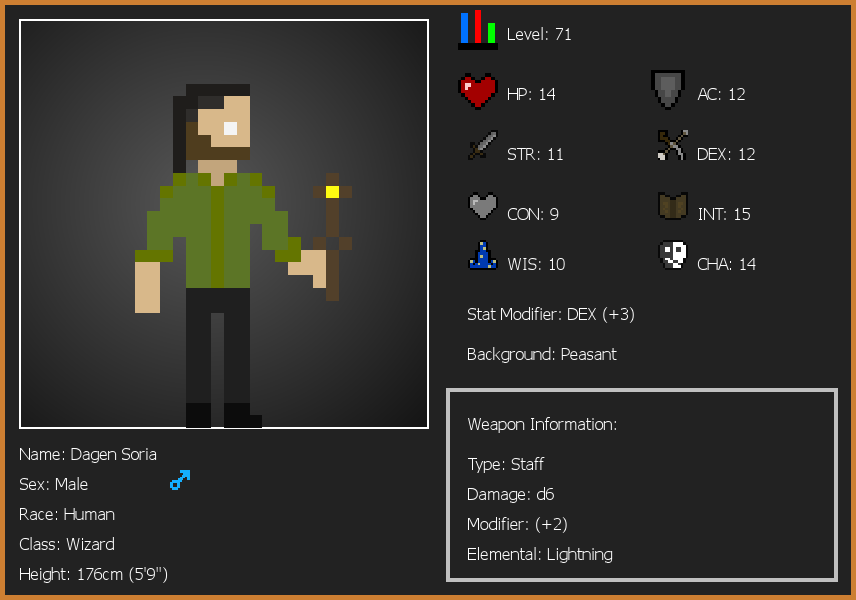 Level: 71
HP: 14
AC: 12
STR: 11
DEX: 12
CON: 9
INT: 15
WIS: 10
CHA: 14
Stat Modifier: DEX (+3)
Background: Peasant
Weapon Information:
Type: Staff
Damage: d6
Modifier: (+2)
Elemental: Lightning
Name: Dagen Soria
Sex: Male
Race: Human
Class: Wizard
Height: 176cm (5'9")